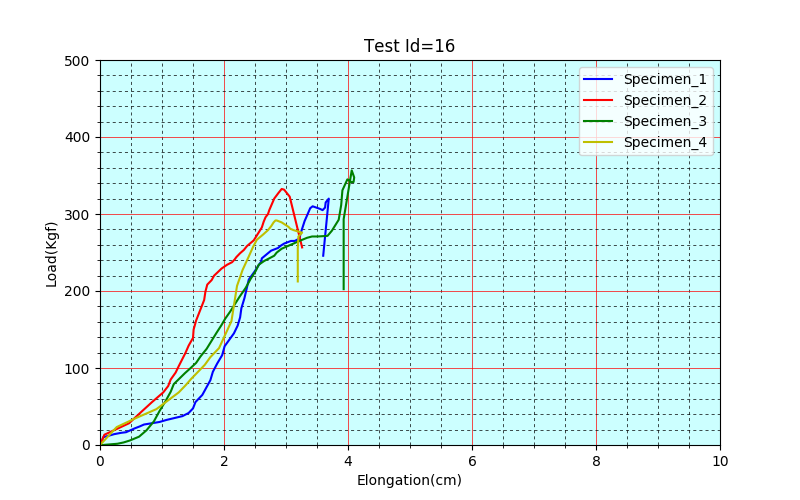 Test Id=16
500
400
300
200
100
0
Load(Kgf)
Specimen_1
Specimen_2
Specimen_3
Specimen_4
0 2 4 6 8 10
Elongation(cm)